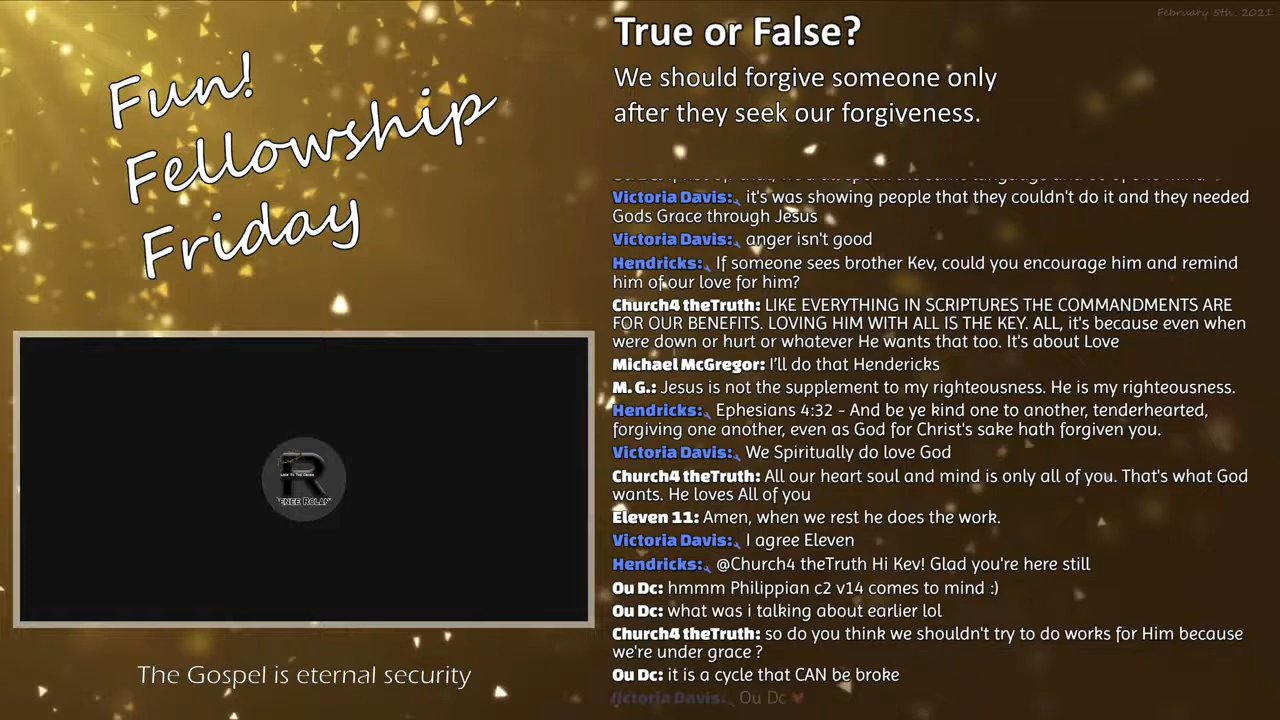 February 5th, 2021
Fun!
Fellowship
Friday
True or False?
We should forgive someone only
after they seek our forgiveness.
Victoria Davis: it's was showing people that they couldn't do it and they needed
Gods Grace through Jesus
Victoria Davis: anger isn't good
Hendricks: If someone sees brother Kev, could you encourage him and remind
him of our love for him?
Church4 theTruth: LIKE EVERYTHING IN SCRIPTURES THE COMMANDMENTS ARE
FOR OUR BENEFITS. LOVING HIM WITH ALL IS THE KEY. ALL, it's because even when
were down or hurt or whatever He wants that too. It's about Love
Michael McGregor: I'll do that Hendericks
M. G.: Jesus is not the supplement to my righteousness. He is my righteousness.
Hendricks: Ephesians 4:32 - And be ye kind one to another, tenderhearted,
forgiving one another, even as God for Christ's sake hath forgiven you.
Victoria Davis: We Spiritually do love God
Church4 theTruth: All our heart soul and mind is only all of you. That's what God
wants. He loves All of you
Eleven 11: Amen, when we rest he does the work.
Victoria Davis: I agree Eleven
Hendricks: @Church4 theTruth Hi Kev! Glad you're here still
Ou Dc: hmmm Philippian c2 v14 comes to mind :)
Ou Dc: what was i talking about earlier lol
Church4 theTruth: so do you think we shouldn't try to do works for Him because
we're under grace ?
Ou Dc: it is a cycle that CAN be broke
Victoria Davis: Ou Dc ♥
R
The Gospel is eternal security